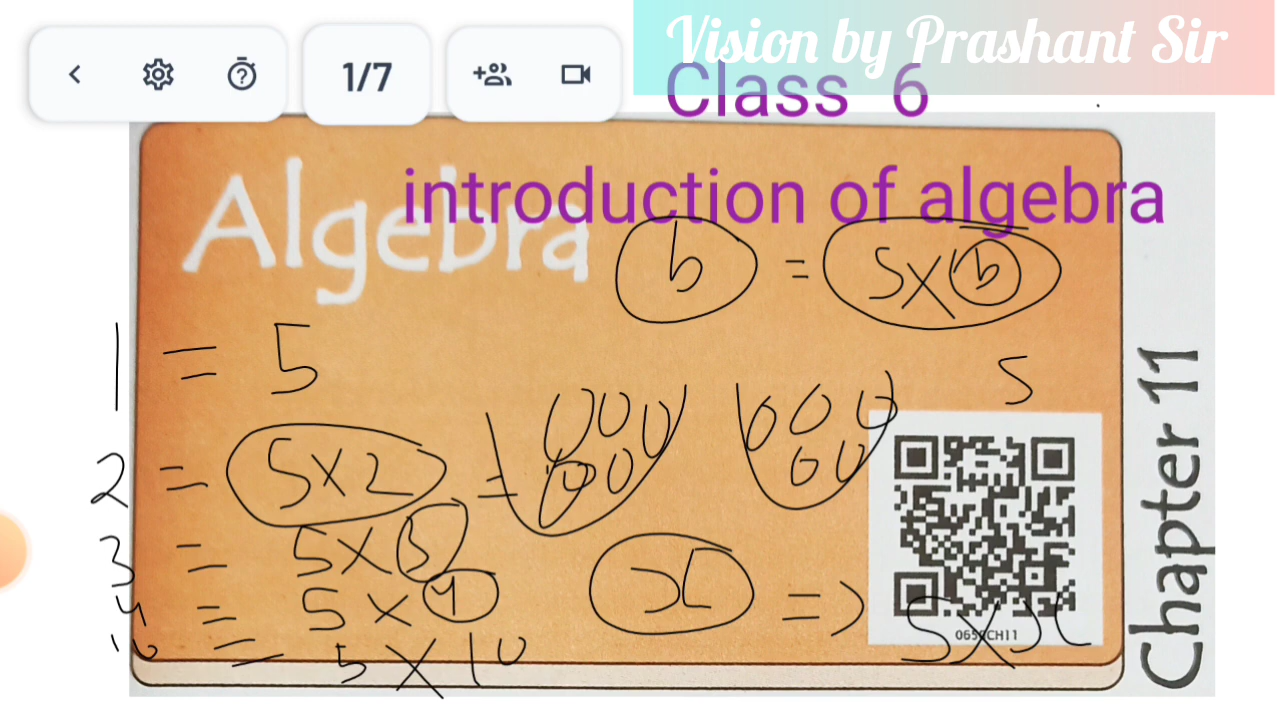 Vision by Prashant Sir
1/7
Class 6
introduction of algebra
Algebra
b = 5×b
1 = 5
5
2 = 5×2 =
3 = 5×3
4 = 5×4
x => 5×x
10 = 5×10
Chapter 11